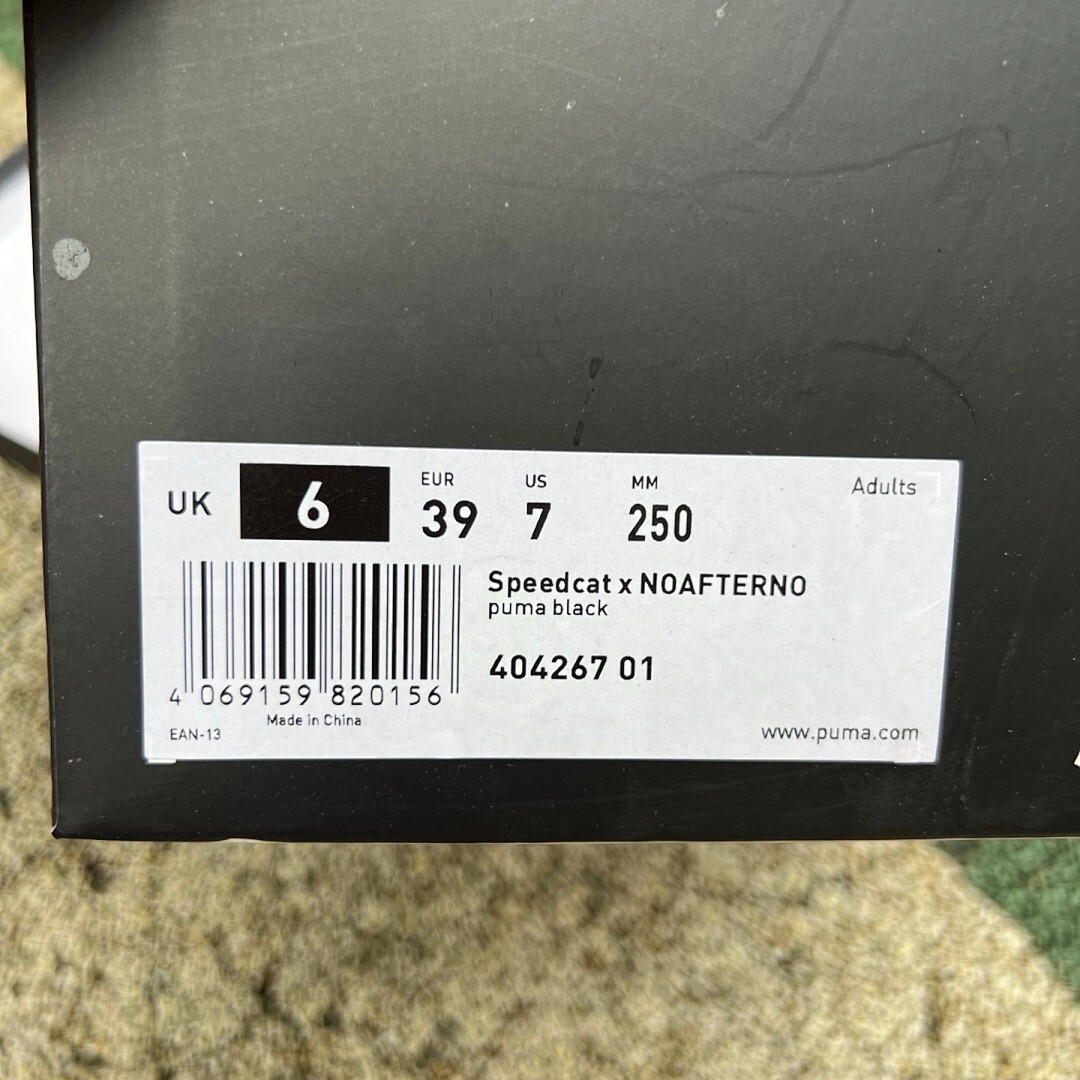 UK 6 EUR 39 US 7 MM 250 Adults
Speedcat x NOAFTERNO
puma black
404267 01
4 069159 820156
Made in China
EAN-13
www.puma.com